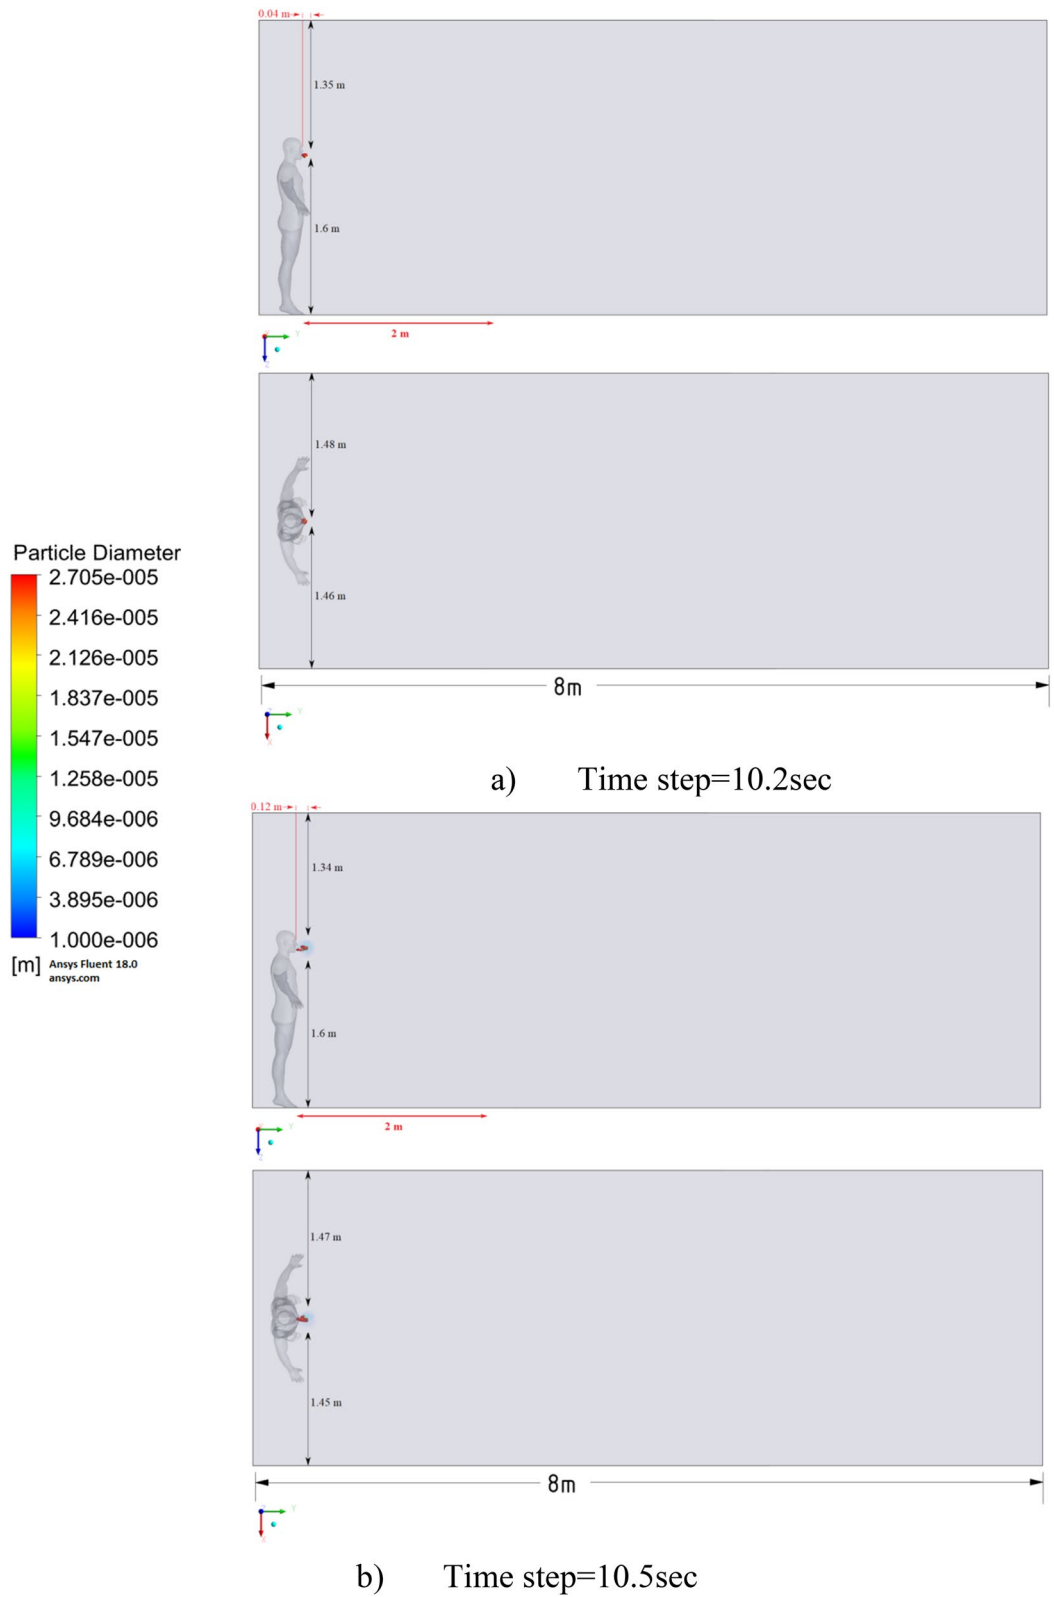 0.04 m
1.35 m
1.6 m
2 m
Y
Z
1.48 m
1.46 m
8m
Y
X
Particle Diameter
2.705e-005
2.416e-005
2.126e-005
1.837e-005
1.547e-005
1.258e-005
9.684e-006
6.789e-006
3.895e-006
1.000e-006
[m] Ansys Fluent 18.0
ansys.com
a) Time step=10.2sec
0.12 m
1.34 m
1.6 m
2 m
Y
Z
1.47 m
1.45 m
8m
Y
X
b) Time step=10.5sec